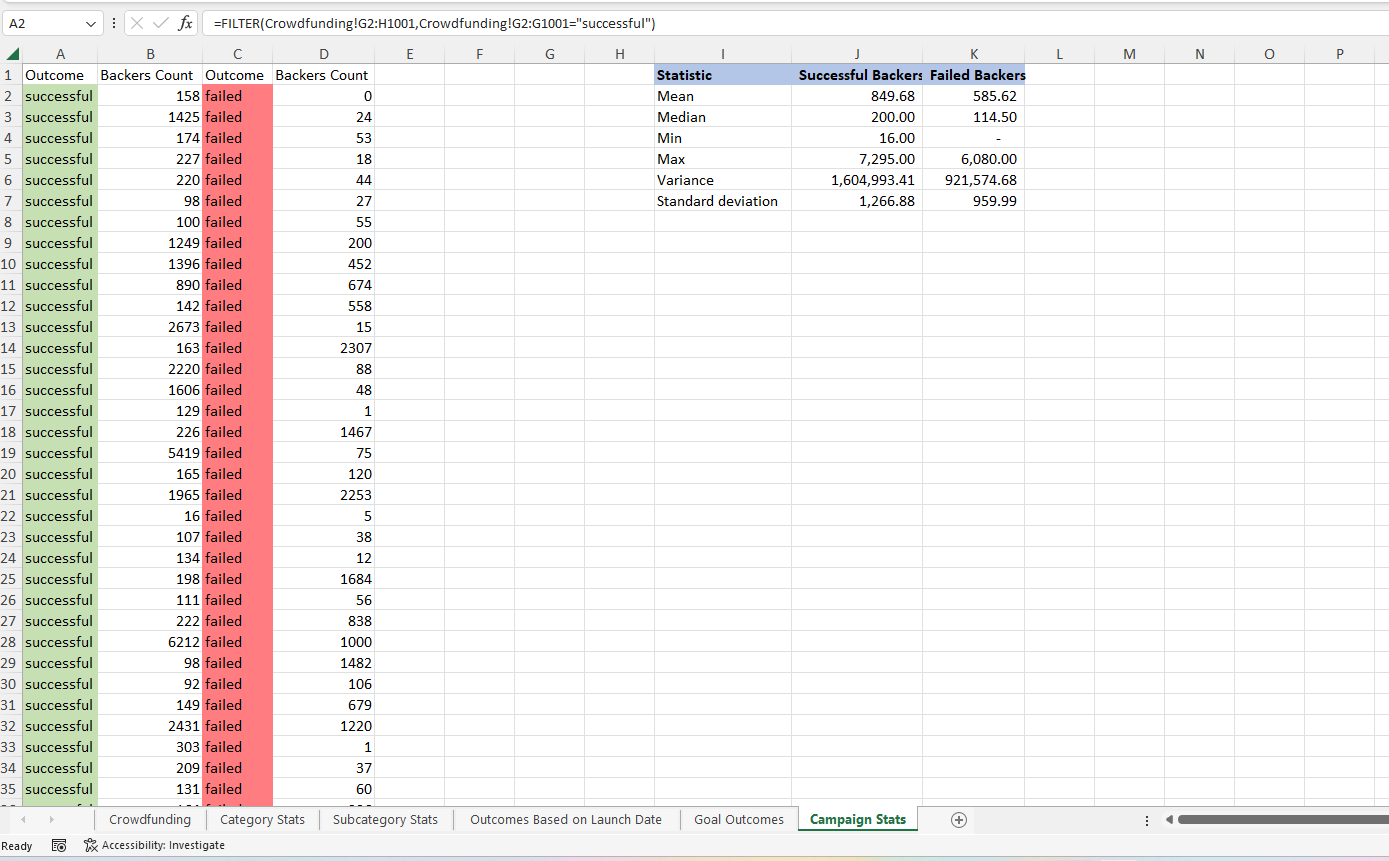 A2 fx =FILTER(Crowdfunding!G2:H1001,Crowdfunding!G2:G1001="successful")
A B C D E F G H I J K L M N O P
1 Outcome Backers Count Outcome Backers Count Statistic Successful Backers Failed Backers
2 successful 158 failed 0 Mean 849.68 585.62
3 successful 1425 failed 24 Median 200.00 114.50
4 successful 174 failed 53 Min 16.00 -
5 successful 227 failed 18 Max 7,295.00 6,080.00
6 successful 220 failed 44 Variance 1,604,993.41 921,574.68
7 successful 98 failed 27 Standard deviation 1,266.88 959.99
8 successful 100 failed 55
9 successful 1249 failed 200
10 successful 1396 failed 452
11 successful 890 failed 674
12 successful 142 failed 558
13 successful 2673 failed 15
14 successful 163 failed 2307
15 successful 2220 failed 88
16 successful 1606 failed 48
17 successful 129 failed 1
18 successful 226 failed 1467
19 successful 5419 failed 75
20 successful 165 failed 120
21 successful 1965 failed 2253
22 successful 16 failed 5
23 successful 107 failed 38
24 successful 134 failed 12
25 successful 198 failed 1684
26 successful 111 failed 56
27 successful 222 failed 838
28 successful 6212 failed 1000
29 successful 98 failed 1482
30 successful 92 failed 106
31 successful 149 failed 679
32 successful 2431 failed 1220
33 successful 303 failed 1
34 successful 209 failed 37
35 successful 131 failed 60
Crowdfunding Category Stats Subcategory Stats Outcomes Based on Launch Date Goal Outcomes Campaign Stats
Ready Accessibility: Investigate